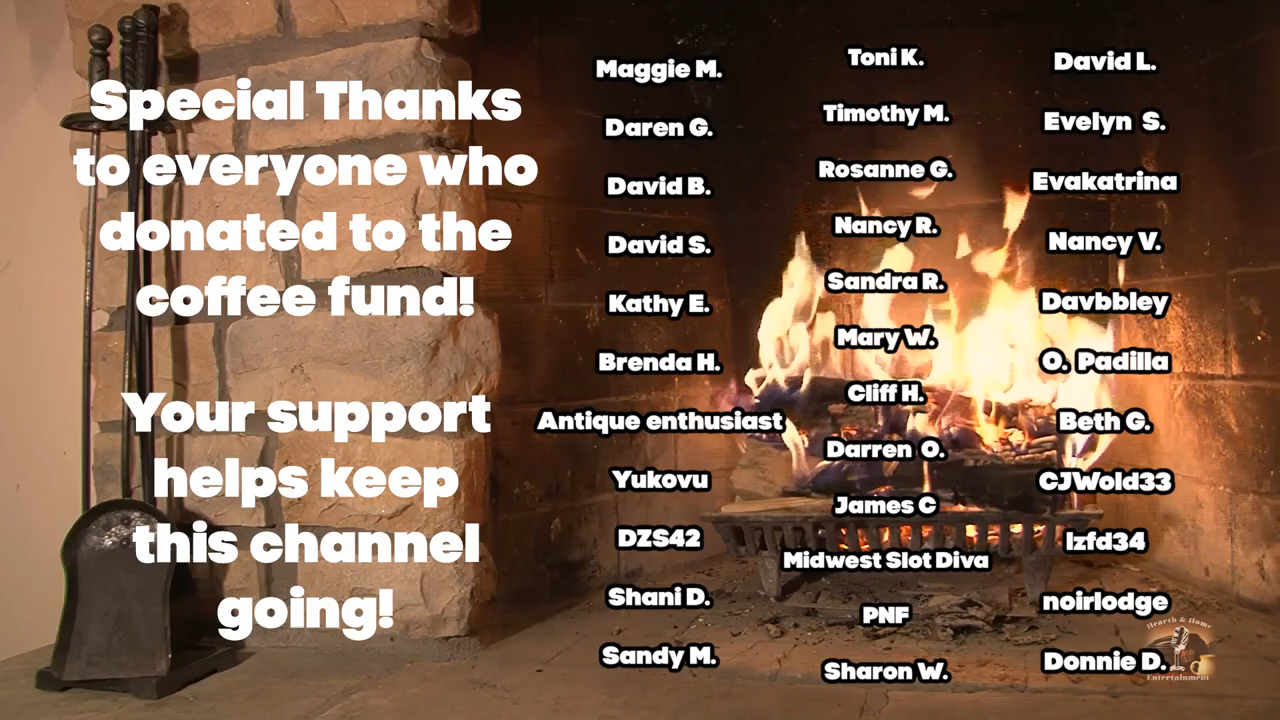 Special Thanks
to everyone who
donated to the
coffee fund!
Your support
helps keep
this channel
going!
Maggie M.
Daren G.
David B.
David S.
Kathy E.
Brenda H.
Antique enthusiast
Yukovu
DZS42
Shani D.
Sandy M.
Toni K.
Timothy M.
Rosanne G.
Nancy R.
Sandra R.
Mary W.
Cliff H.
Darren O.
James C
Midwest Slot Diva
PNF
Sharon W.
David L.
Evelyn S.
Evakatrina
Nancy V.
Davbbley
O. Padilla
Beth G.
CJWold33
lzfd34
noirlodge
Donnie D.
Hearth & Home
Entertainment